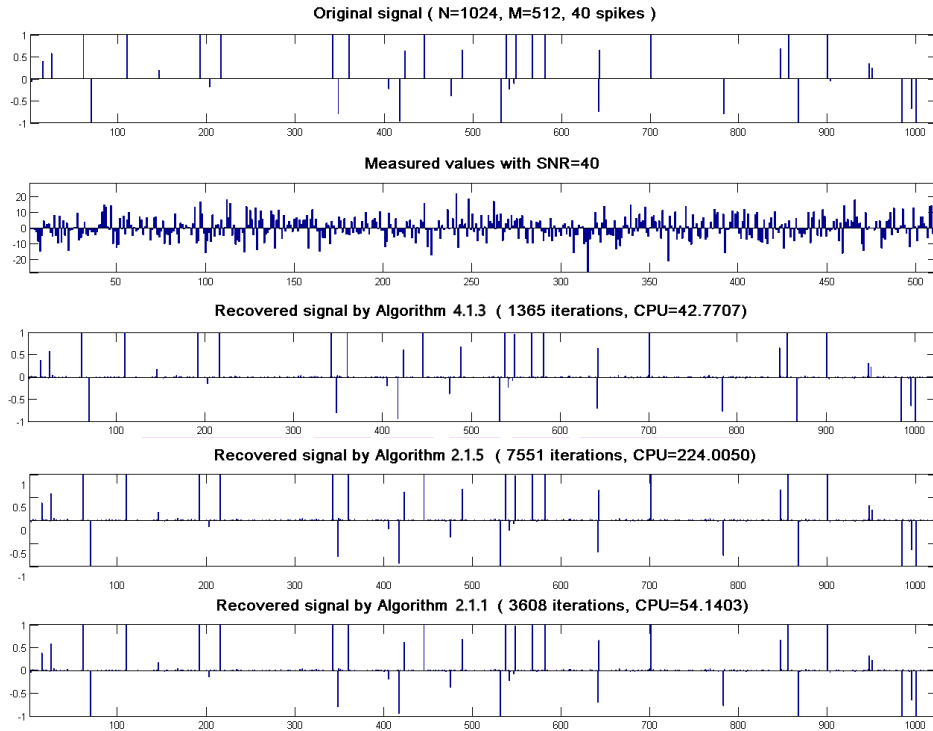 Original signal ( N=1024, M=512, 40 spikes )
1
0.5
0
-0.5
-1
100 200 300 400 500 600 700 800 900 1000
Measured values with SNR=40
20
10
0
-10
-20
50 100 150 200 250 300 350 400 450 500
Recovered signal by Algorithm 4.1.3 ( 1365 iterations, CPU=42.7707)
1
0.5
0
-0.5
-1
100 200 300 400 500 600 700 800 900 1000
Recovered signal by Algorithm 2.1.5 ( 7551 iterations, CPU=224.0050)
1
0.5
0
-0.5
-1
100 200 300 400 500 600 700 800 900 1000
Recovered signal by Algorithm 2.1.1 ( 3608 iterations, CPU=54.1403)
1
0.5
0
-0.5
-1
100 200 300 400 500 600 700 800 900 1000